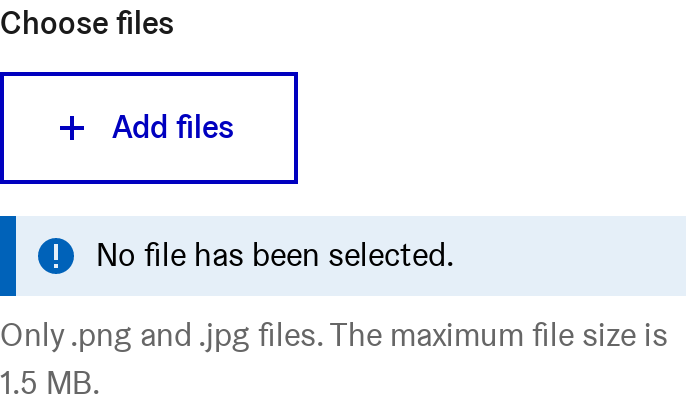 Choose files
+ Add files
No file has been selected.
Only .png and .jpg files. The maximum file size is
1.5 MB.